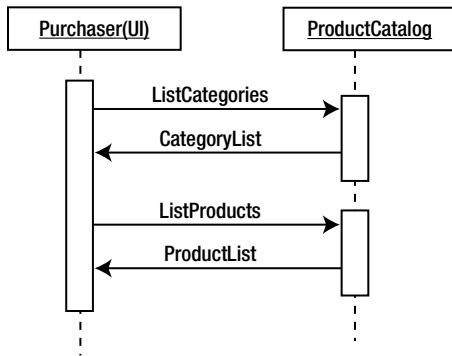 Purchaser(UI)
ProductCatalog
ListCategories
CategoryList
ListProducts
ProductList